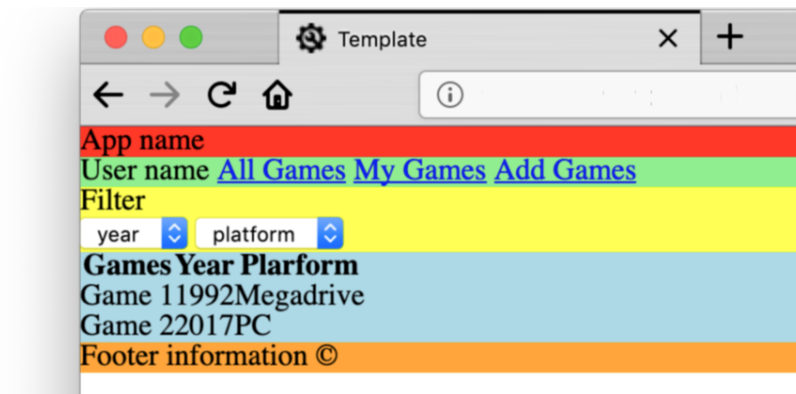 Template
App name
User name All Games My Games Add Games
Filter
year platform
Games Year Plarform
Game 11992Megadrive
Game 22017PC
Footer information ©